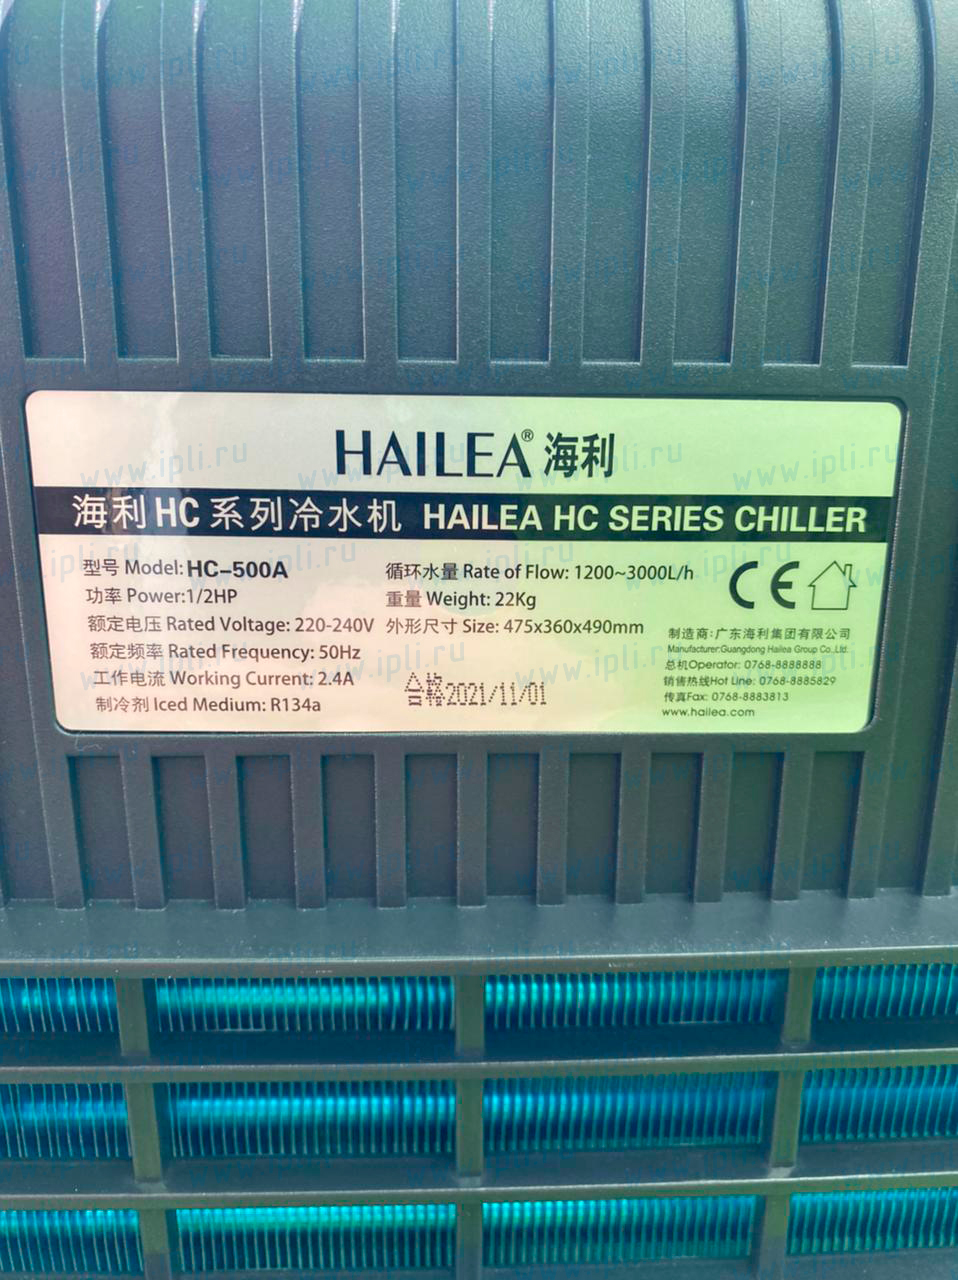 HAILEA® 海利
海利 HC 系列冷水机 HAILEA HC SERIES CHILLER
型号 Model: HC-500A
功率 Power:1/2HP
额定电压 Rated Voltage: 220-240V
额定频率 Rated Frequency: 50Hz
工作电流 Working Current: 2.4A
制冷剂 Iced Medium: R134a
循环水量 Rate of Flow: 1200~3000L/h
重量 Weight: 22Kg
外形尺寸 Size: 475x360x490mm
合格2021/11/01
CE
制造商:广东海利集团有限公司
Manufacturer:Guangdong Hailea Group Co.,Ltd.
总机Operator: 0768-8888888
销售热线Hot Line: 0768-8885829
传真Fax: 0768-8883813
www.hailea.com
www.ipli.ru